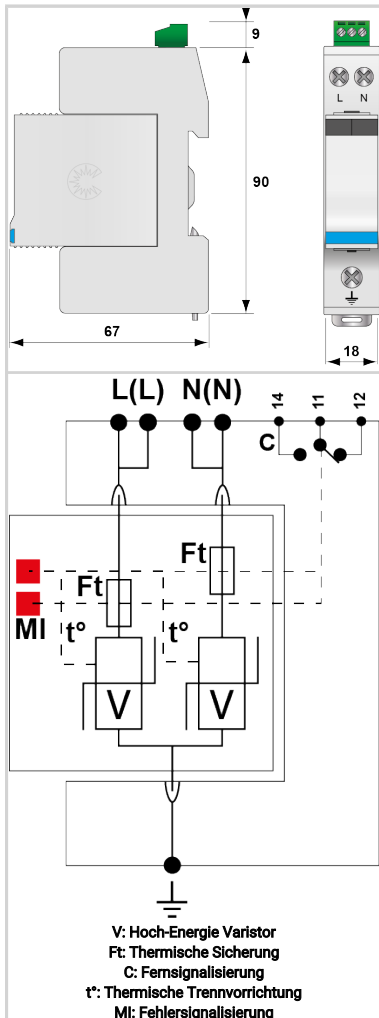 9
L N
90
67
18
L(L) N(N)
14 11 12
C
Ft
Ft
MI
t° t°
V V
V: Hoch-Energie Varistor
Ft: Thermische Sicherung
C: Fernsignalisierung
t°: Thermische Trennvorrichtung
MI: Fehlersignalisierung